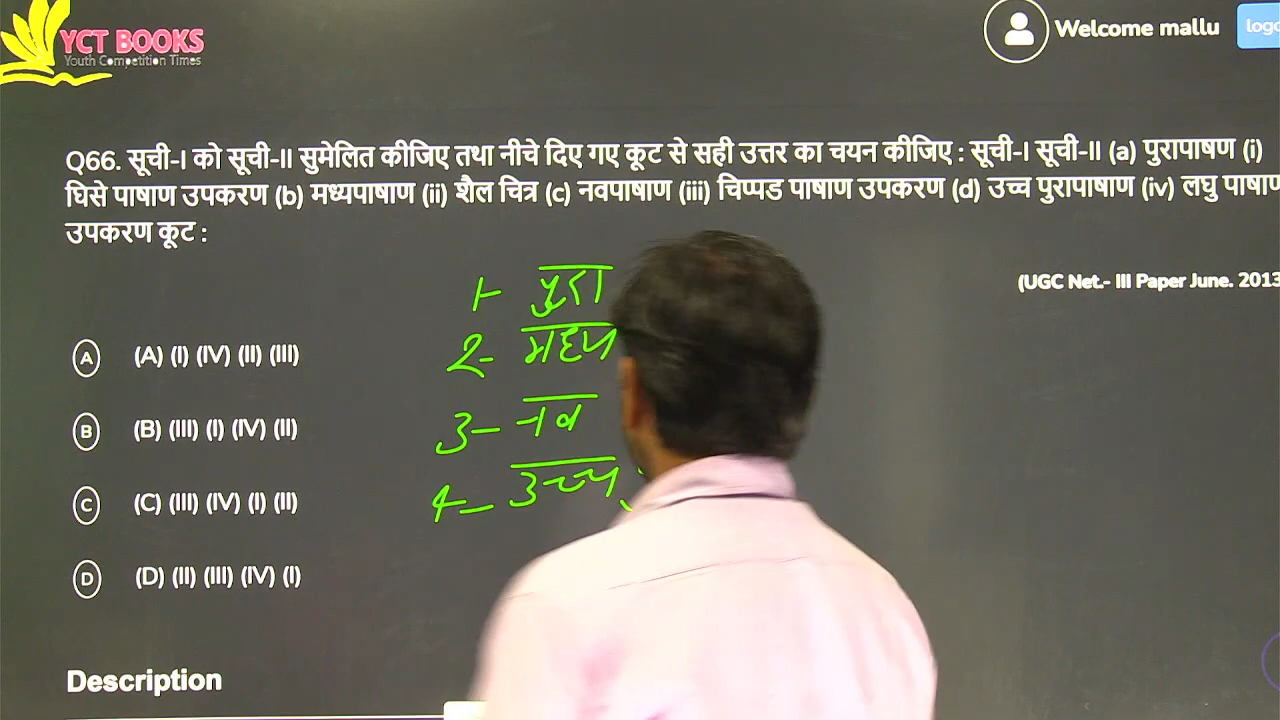 YCT BOOKS
Youth Competition Times
Welcome mallu
Q66. सूची-I को सूची-II सुमेलित कीजिए तथा नीचे दिए गए कूट से सही उत्तर का चयन कीजिए : सूची-I सूची-II (a) पुरापाषण (i)
घिसे पाषाण उपकरण (b) मध्यपाषाण (ii) शैल चित्र (c) नवपाषाण (iii) चिप्पड पाषाण उपकरण (d) उच्च पुरापाषाण (iv) लघु
उपकरण कूट :
(UGC Net.- III Paper June. 2013
1- पुरा
2- मध्य
3- नव
4- उच्च
A (A) (I) (IV) (II) (III)
B (B) (III) (I) (IV) (II)
C (C) (III) (IV) (I) (II)
D (D) (II) (III) (IV) (I)
Description